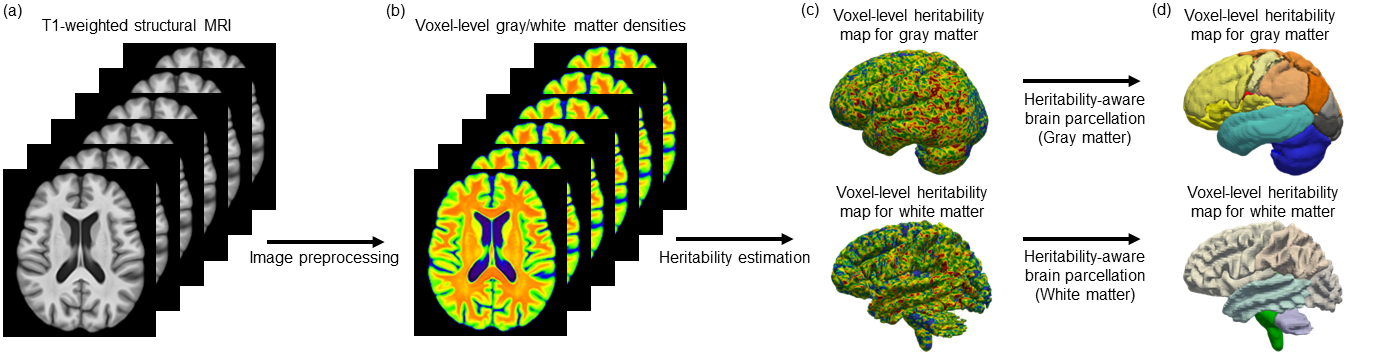 (a)
T1-weighted structural MRI
Image preprocessing
(b)
Voxel-level gray/white matter densities
Heritability estimation
(c)
Voxel-level heritability
map for gray matter
Voxel-level heritability
map for white matter
Heritability-aware
brain parcellation
(Gray matter)
Heritability-aware
brain parcellation
(White matter)
(d)
Voxel-level heritability
map for gray matter
Voxel-level heritability
map for white matter